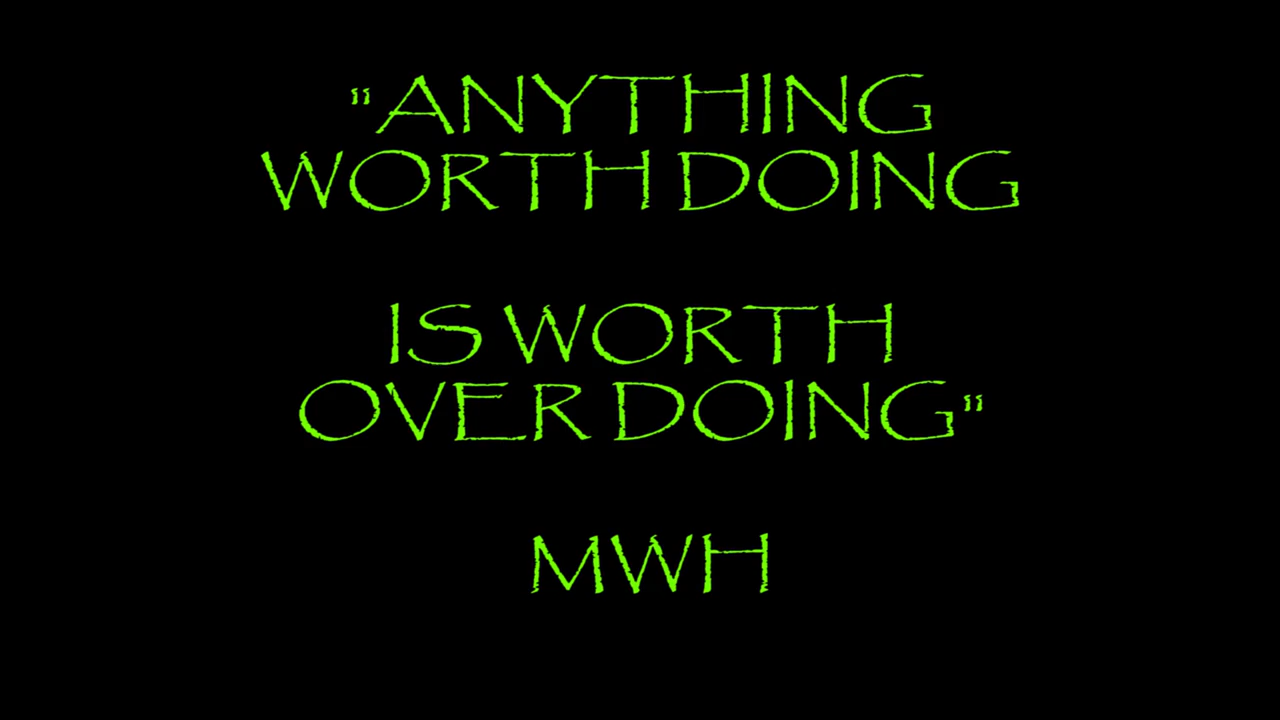 "ANYTHING
WORTH DOING
IS WORTH
OVER DOING"
MWH